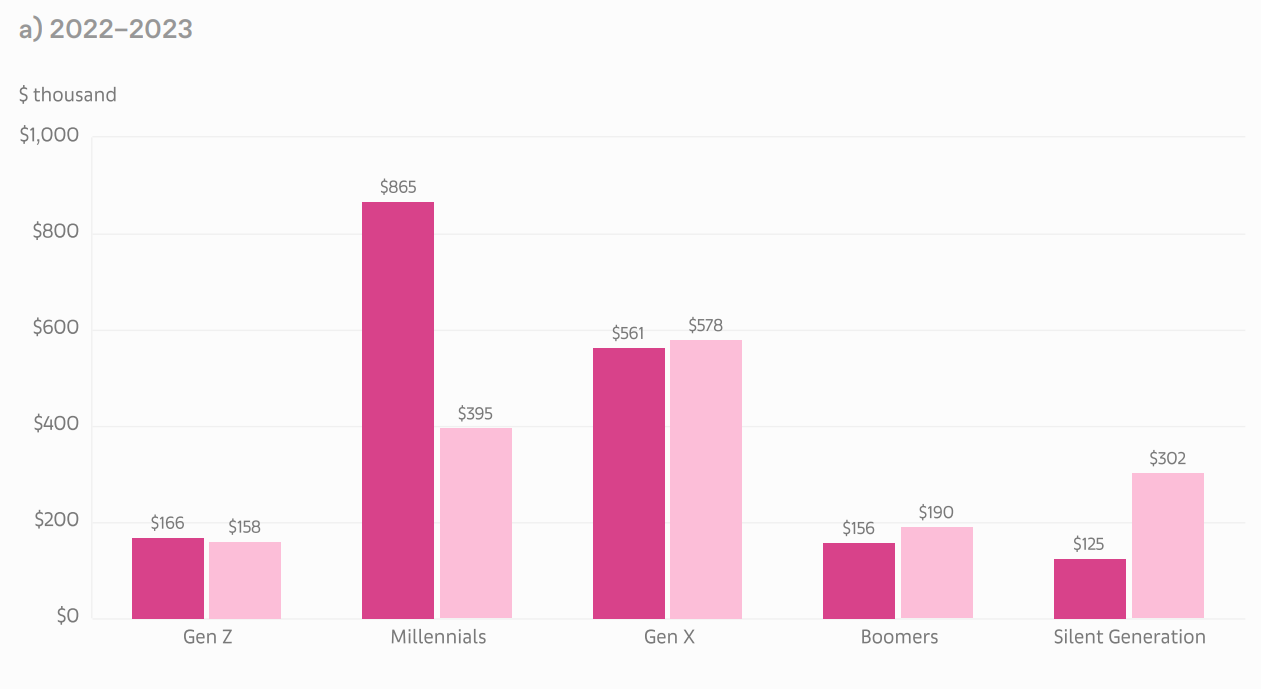 a) 2022–2023
$ thousand
$1,000
$800
$600
$400
$200
$0
$166
$158
$865
$395
$561
$578
$156
$190
$125
$302
Gen Z
Millennials
Gen X
Boomers
Silent Generation